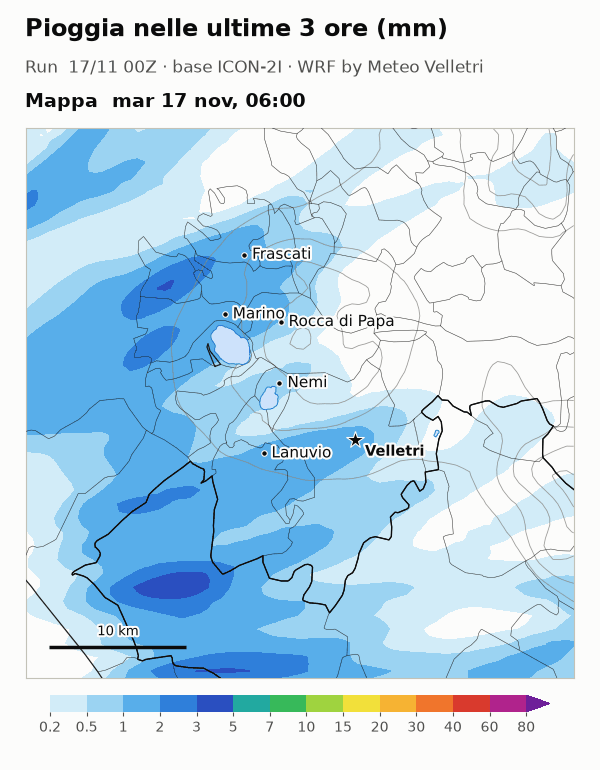 Pioggia nelle ultime 3 ore (mm)
Run  17/11 00Z · base ICON-2I · WRF by Meteo Velletri
Mappa  mar 17 nov, 06:00
Frascati
Marino
Rocca di Papa
Nemi
Velletri
Lanuvio
10 km
0.2 0.5 1 2 3 5 7 10 15 20 30 40 60 80